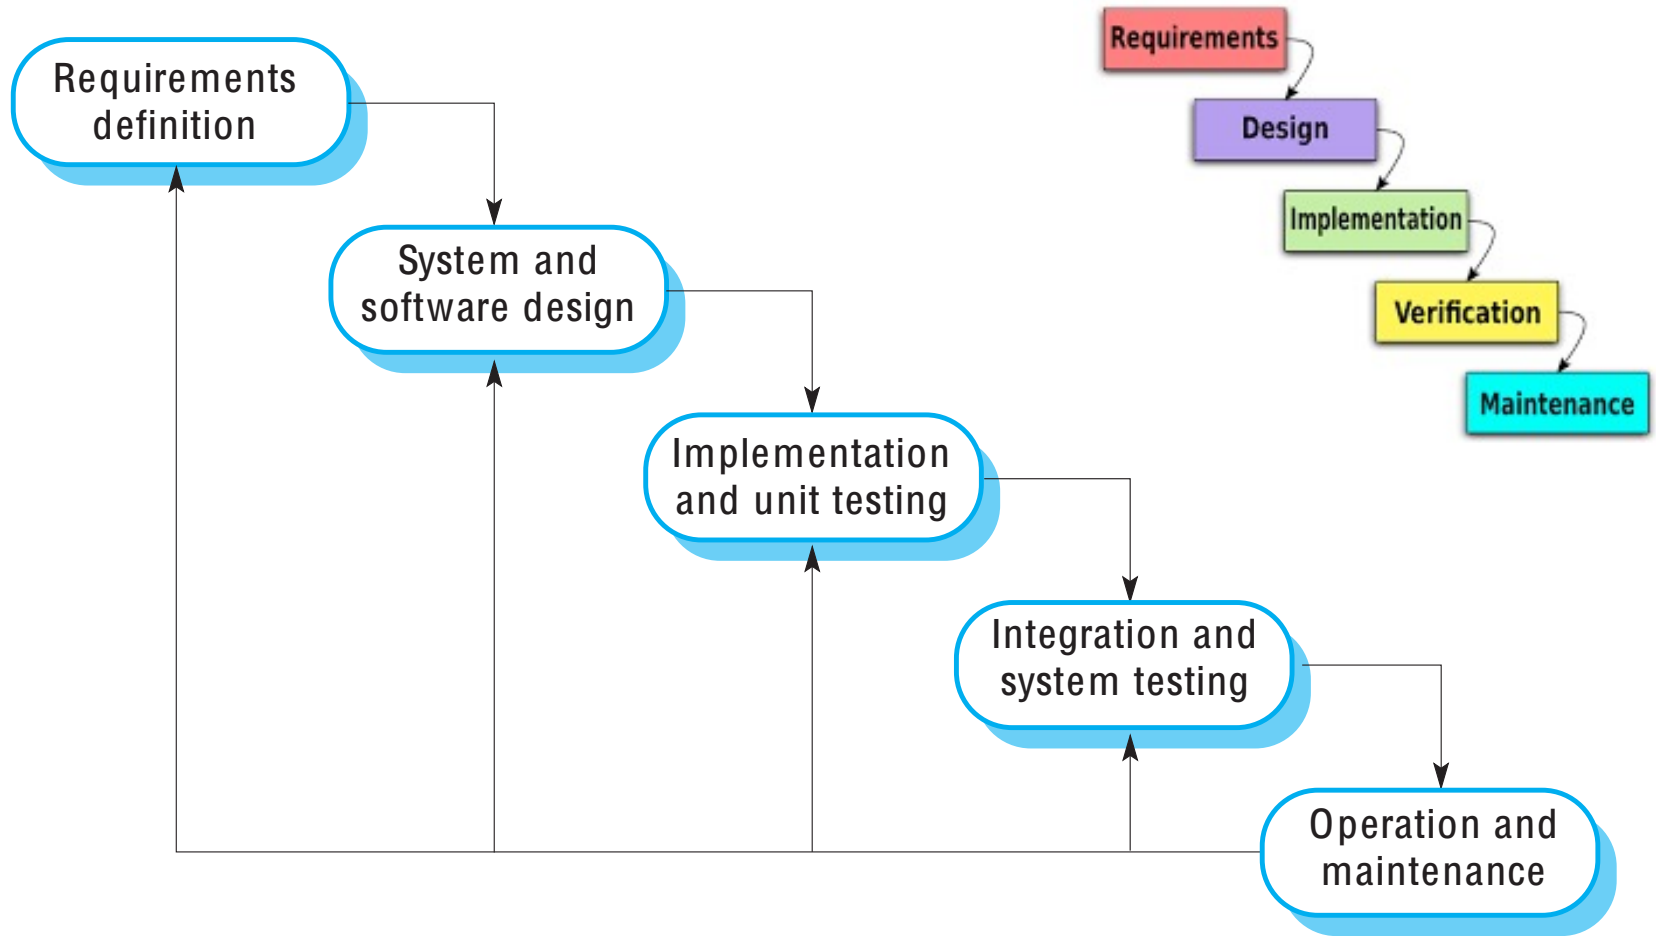 Requirements
definition
System and
software design
Implementation
and unit testing
Integration and
system testing
Operation and
maintenance
Requirements
Design
Implementation
Verification
Maintenance